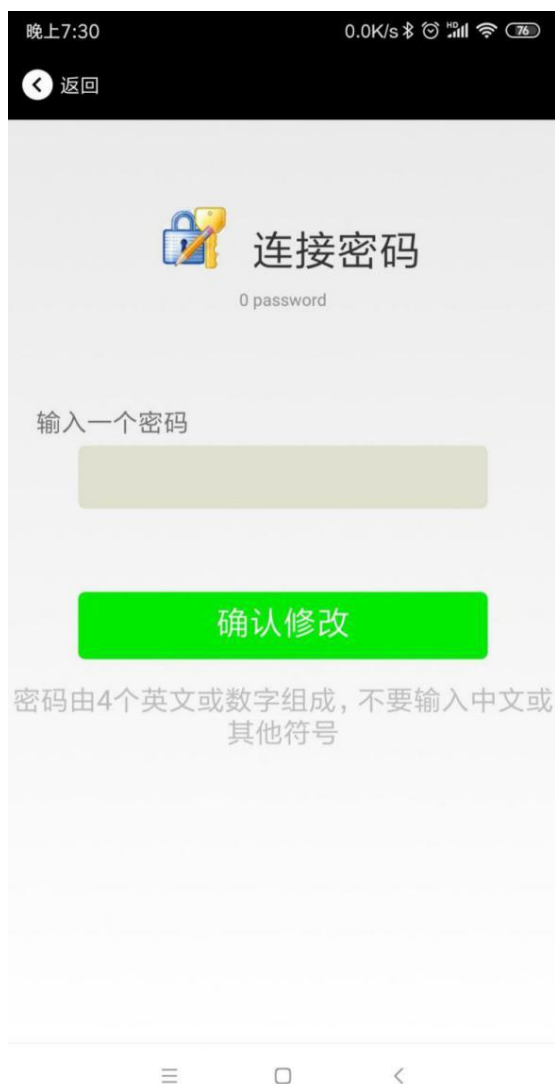 晚上7:30 0.0K/s HD 76
返回
连接密码
0 password
输入一个密码
确认修改
密码由4个英文或数字组成，不要输入中文或
其他符号